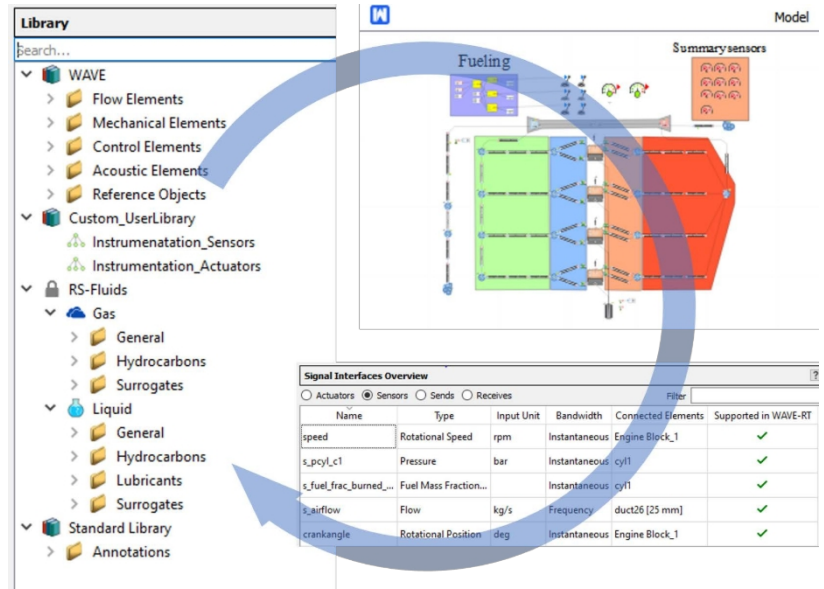 Library
Search...
WAVE
Flow Elements
Mechanical Elements
Control Elements
Acoustic Elements
Reference Objects
Custom_UserLibrary
Instrumenatation_Sensors
Instrumentation_Actuators
RS-Fluids
Gas
General
Hydrocarbons
Surrogates
Liquid
General
Hydrocarbons
Lubricants
Surrogates
Standard Library
Annotations
W
Model
Fueling
Summary sensors
Signal Interfaces Overview ?
Actuators Sensors Sends Receives Filter
Name Type Input Unit Bandwidth Connected Elements Supported in WAVE-RT
speed Rotational Speed rpm Instantaneous Engine Block_1
s_pcyl_c1 Pressure bar Instantaneous cyl1
s_fuel_frac_burned_... Fuel Mass Fraction... Instantaneous cyl1
s_airflow Flow kg/s Frequency duct26 [25 mm]
crankangle Rotational Position deg Instantaneous Engine Block_1